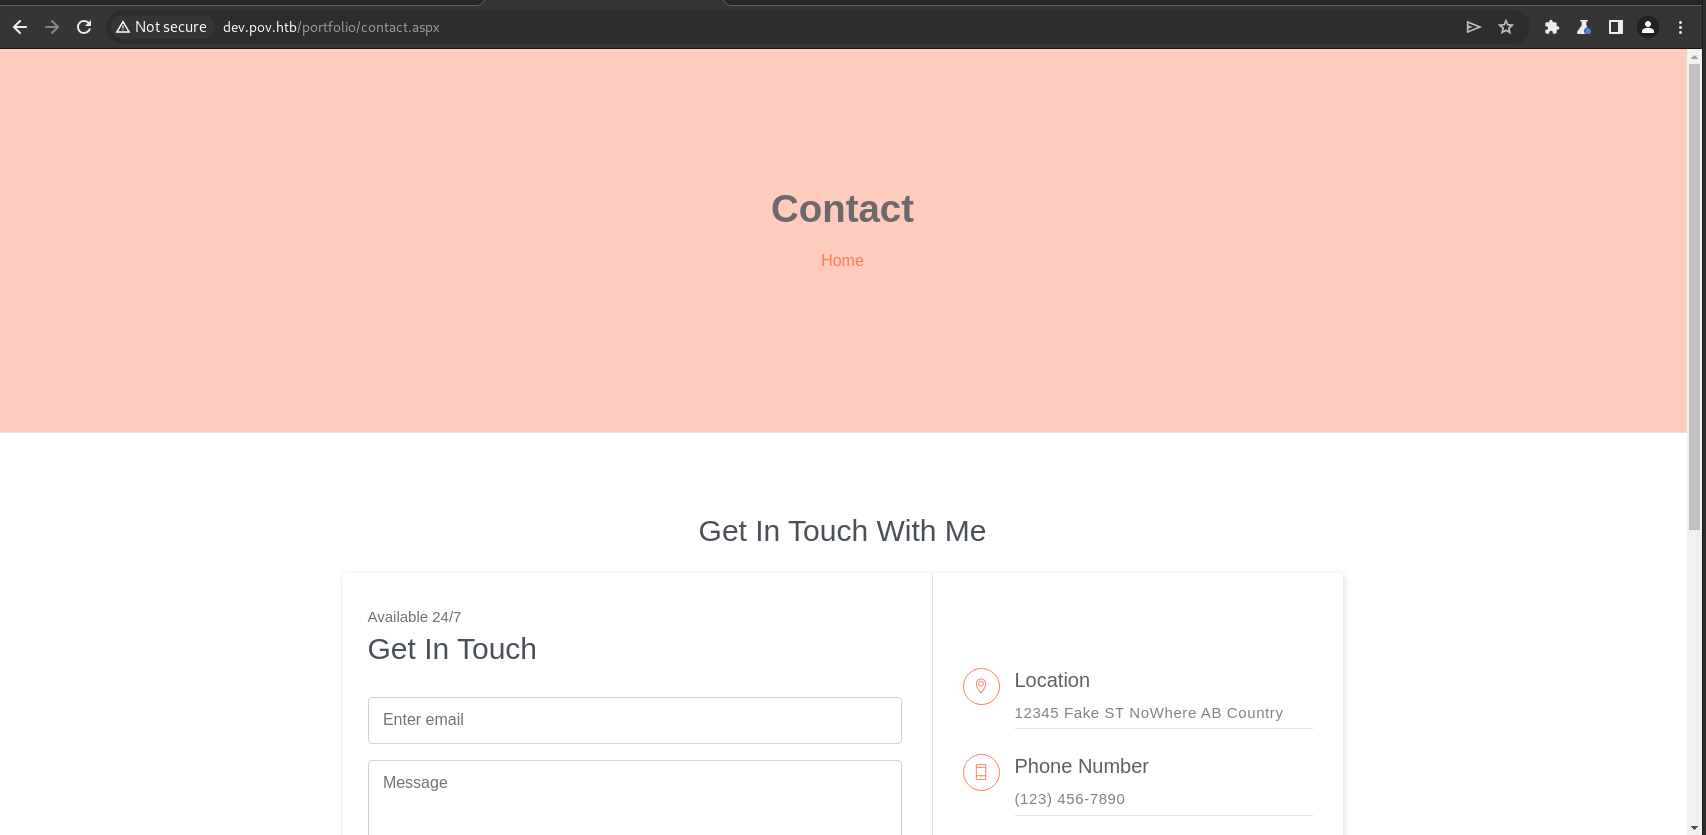 Not secure dev.pov.htb/portfolio/contact.aspx
Contact
Home
Get In Touch With Me
Available 24/7
Get In Touch
Enter email
Message
Location
12345 Fake ST NoWhere AB Country
Phone Number
(123) 456-7890